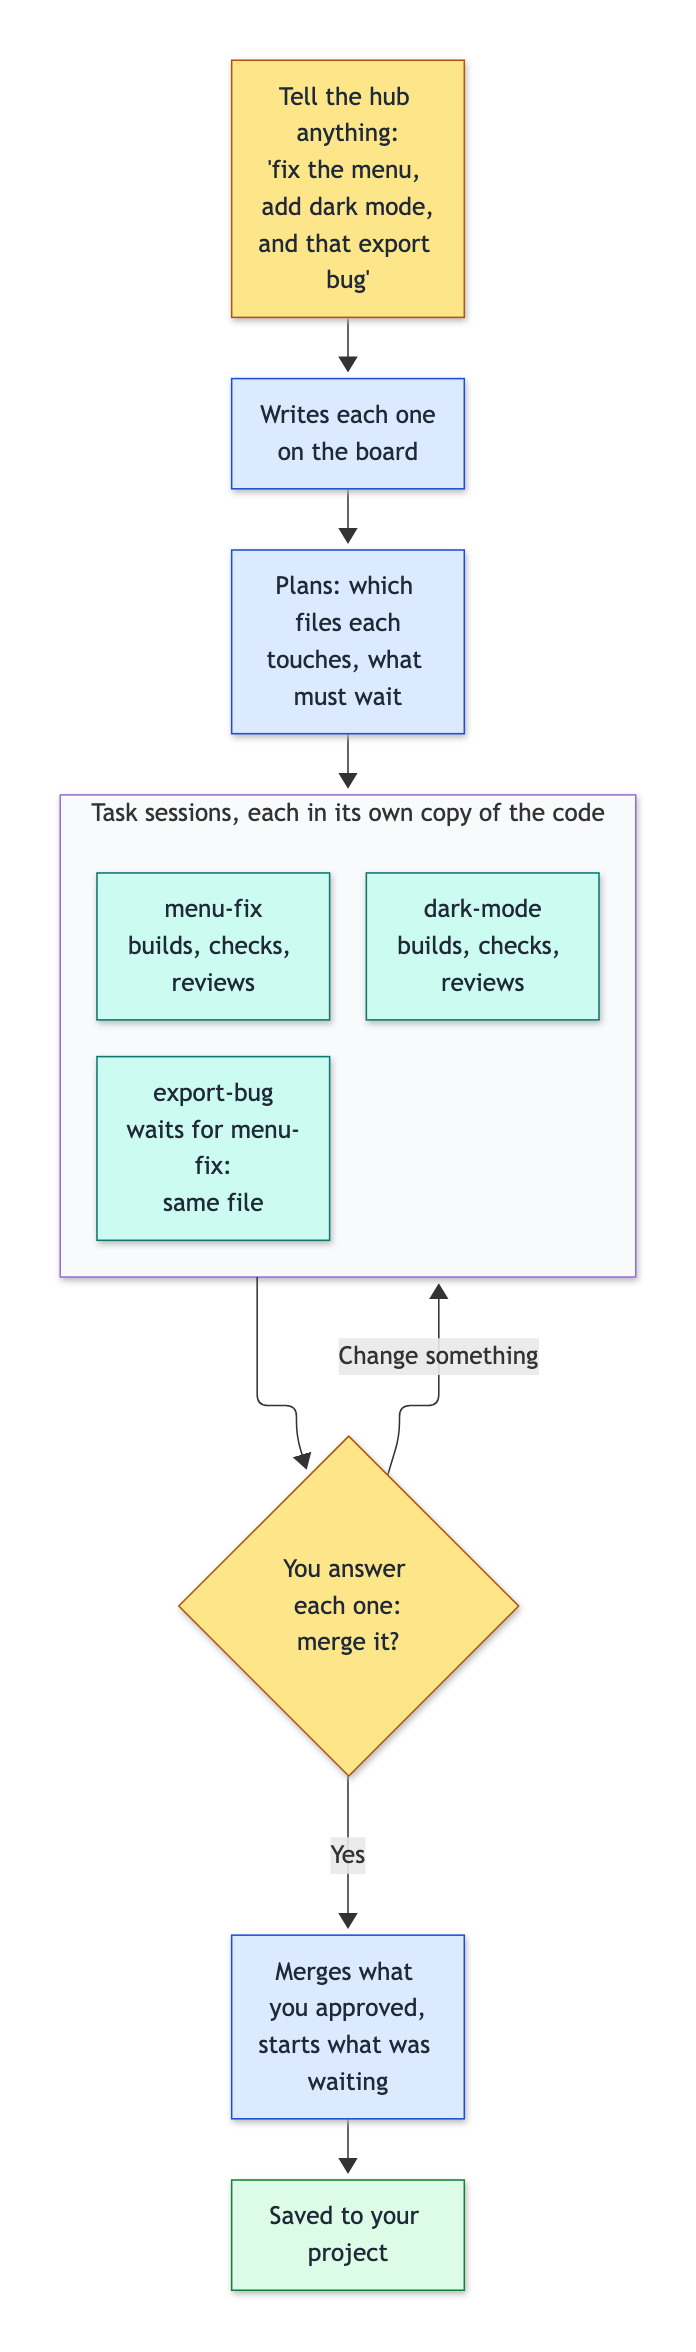 Tell the hub
anything:
'fix the menu,
add dark mode,
and that export
bug'
Writes each one
on the board
Plans: which
files each
touches, what
must wait
Task sessions, each in its own copy of the code
menu-fix
builds, checks,
reviews
dark-mode
builds, checks,
reviews
export-bug
waits for menu-
fix:
same file
Change something
You answer
each one:
merge it?
Yes
Merges what
you approved,
starts what was
waiting
Saved to your
project